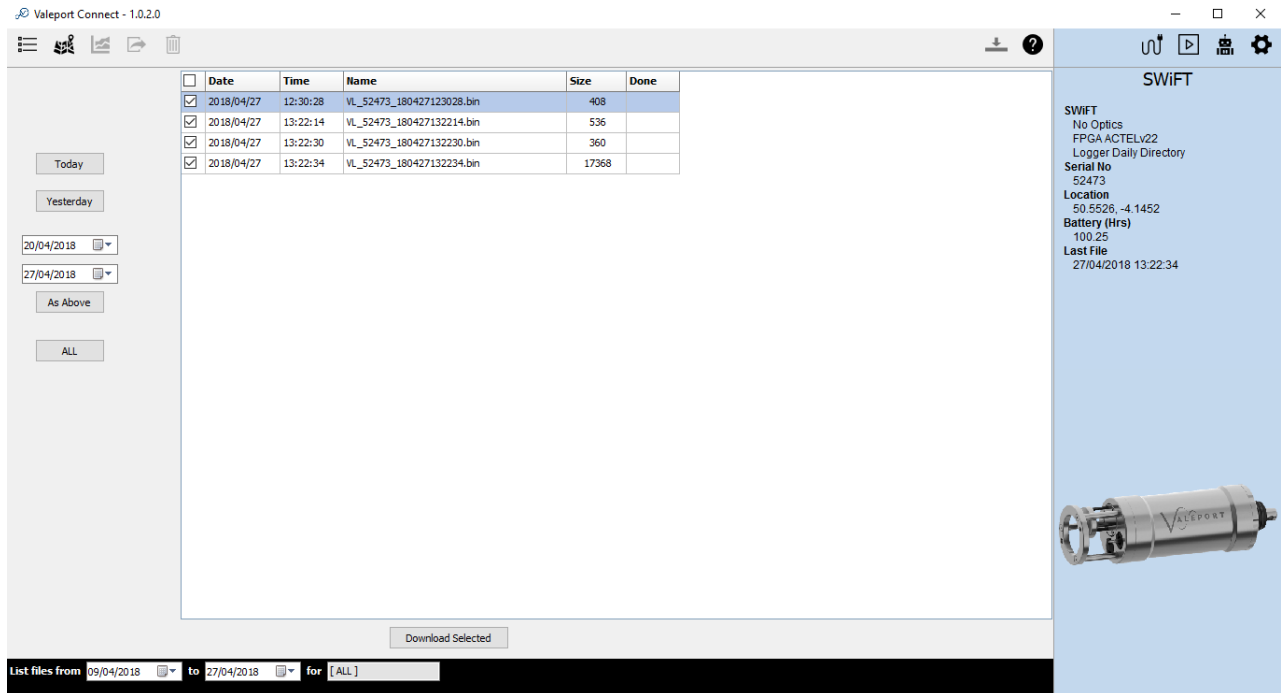 Valeport Connect - 1.0.2.0
Date Time Name Size Done
2018/04/27 12:30:28 VL_52473_180427123028.bin 408
2018/04/27 13:22:14 VL_52473_180427132214.bin 536
2018/04/27 13:22:30 VL_52473_180427132230.bin 360
2018/04/27 13:22:34 VL_52473_180427132234.bin 17368
Today
Yesterday
20/04/2018
27/04/2018
As Above
ALL
Download Selected
List files from 09/04/2018 to 27/04/2018 for [ ALL ]
SWiFT
SWiFT
No Optics
FPGA ACTELv22
Logger Daily Directory
Serial No
52473
Location
50.5526, -4.1452
Battery (Hrs)
100.25
Last File
27/04/2018 13:22:34
VALEPORT